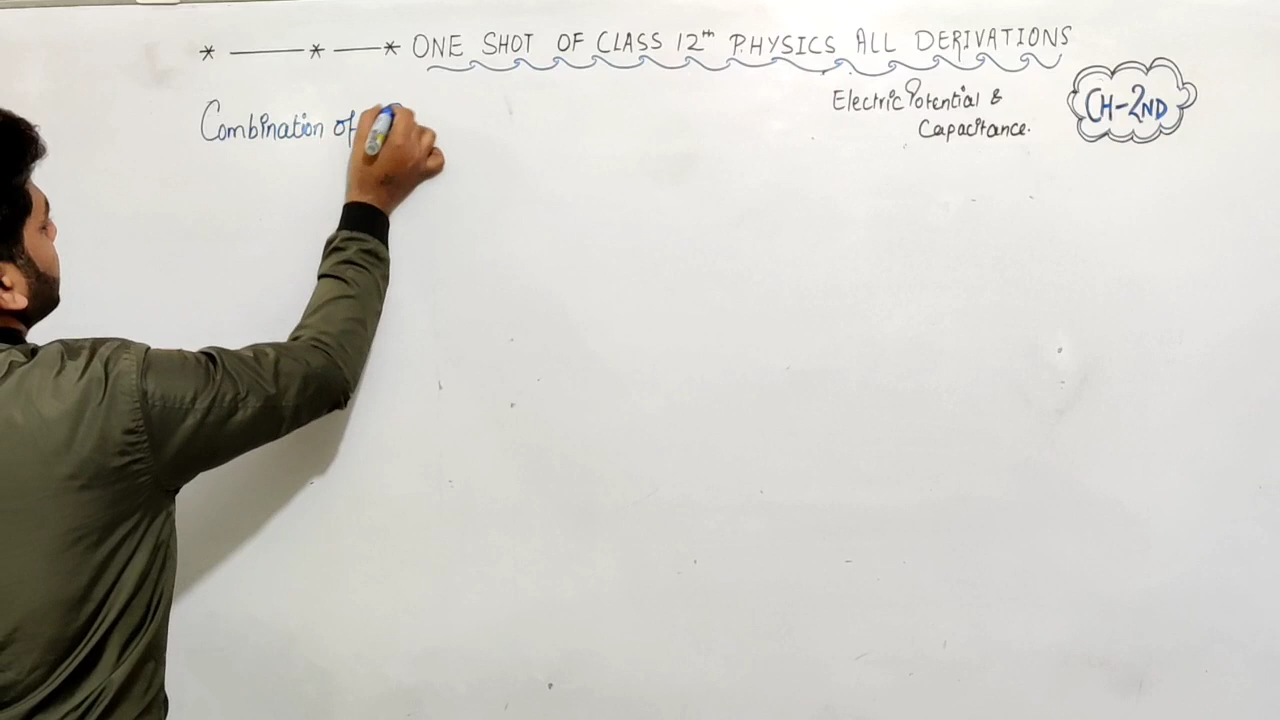 * —— * — * ONE SHOT OF CLASS 12th PHYSICS ALL DERIVATIONS
Electric Potential &
Capacitance.
CH-2ND
Combination of